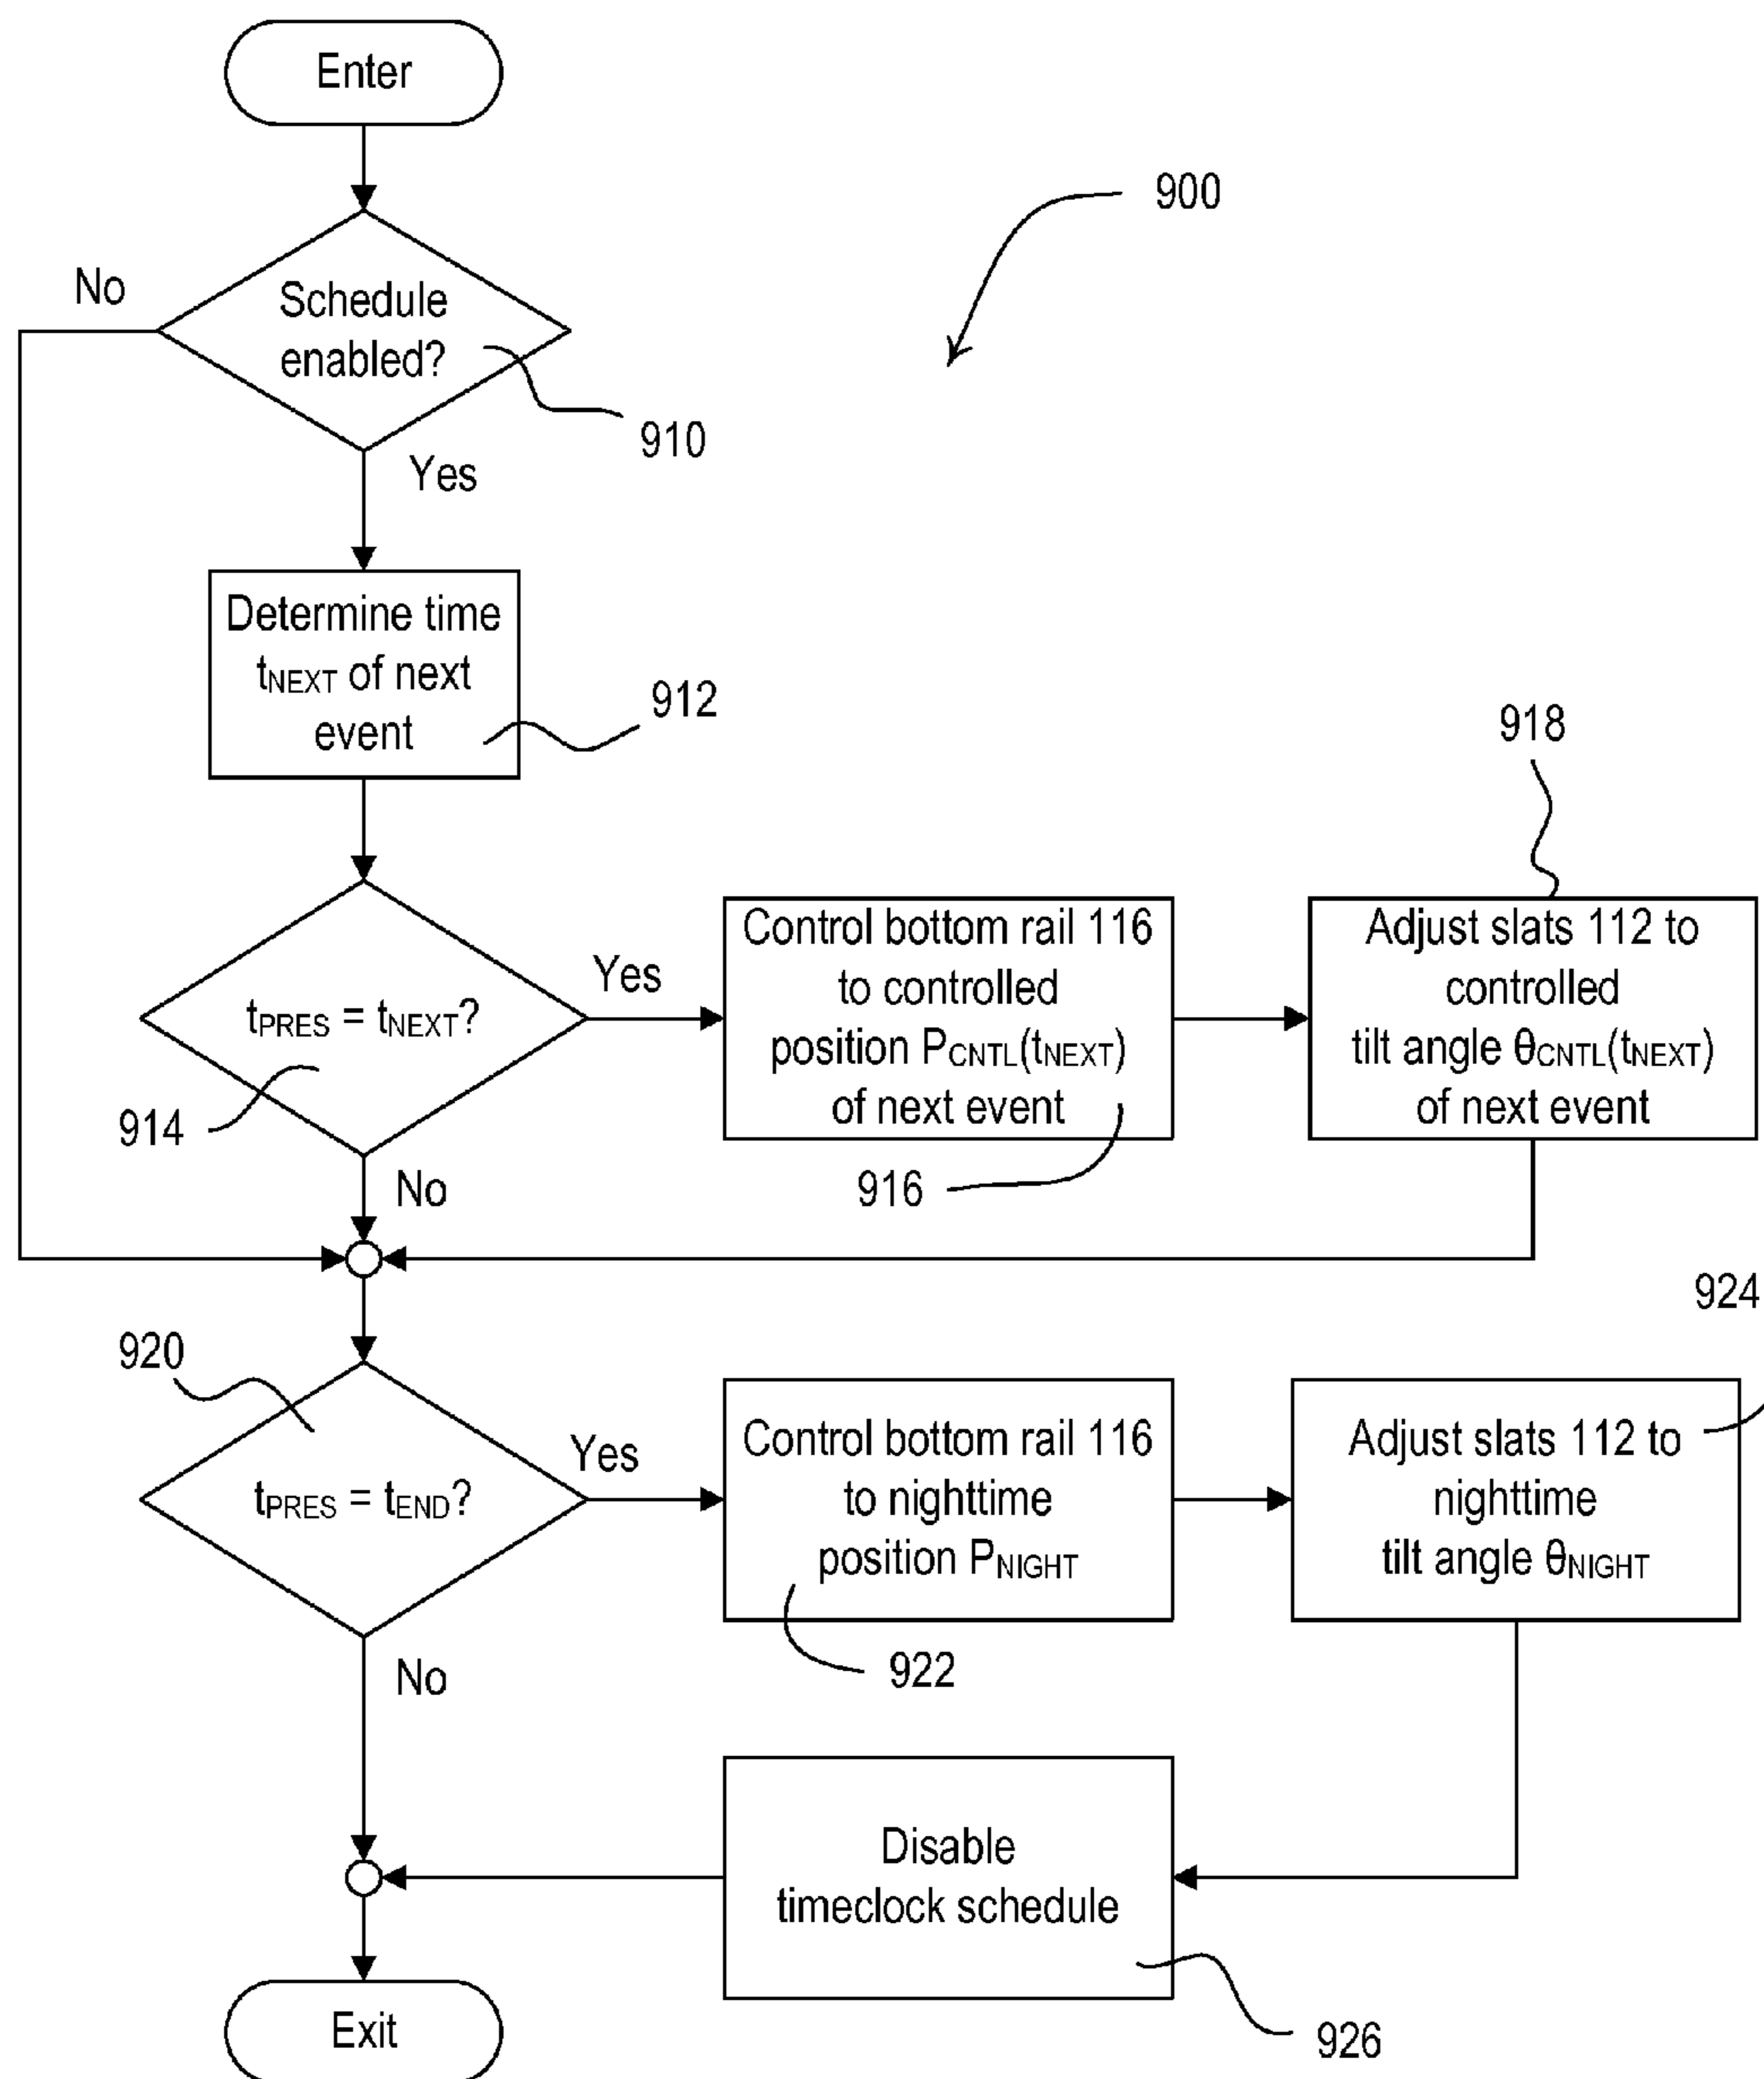 Enter
900
No
Schedule
enabled?
910
Yes
Determine time
tNEXT of next
event
912
918
Control bottom rail 116
to controlled
position PCNTL(tNEXT)
of next event
Adjust slats 112 to
controlled
tilt angle θCNTL(tNEXT)
of next event
Yes
tPRES = tNEXT?
914
916
No
924
920
Yes
tPRES = tEND?
Control bottom rail 116
to nighttime
position PNIGHT
Adjust slats 112 to
nighttime
tilt angle θNIGHT
922
No
Disable
timeclock schedule
926
Exit